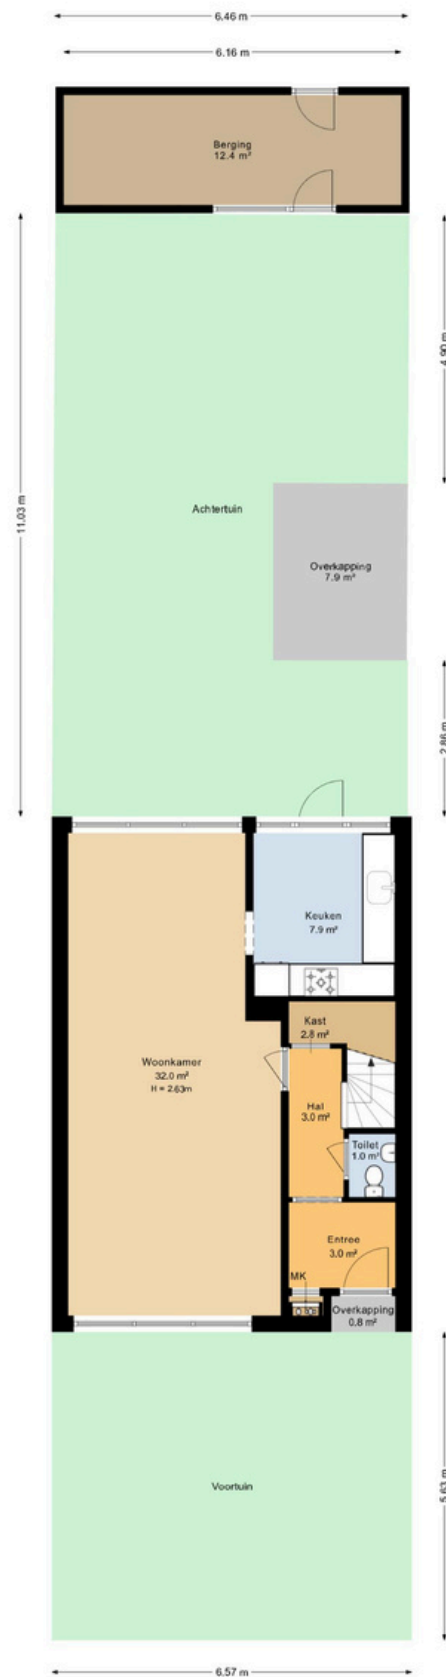 6.46 m
6.16 m
Berging
12.4 m²
4.90 m
11.03 m
Achtertuin
Overkapping
7.9 m²
2.86 m
Keuken
7.9 m²
Kast
2.8 m²
Woonkamer
32.0 m²
H = 2.63m
Hal
3.0 m²
Toilet
1.0 m²
Entree
3.0 m²
MK
Overkapping
0.8 m²
5.63 m
Voortuin
6.57 m